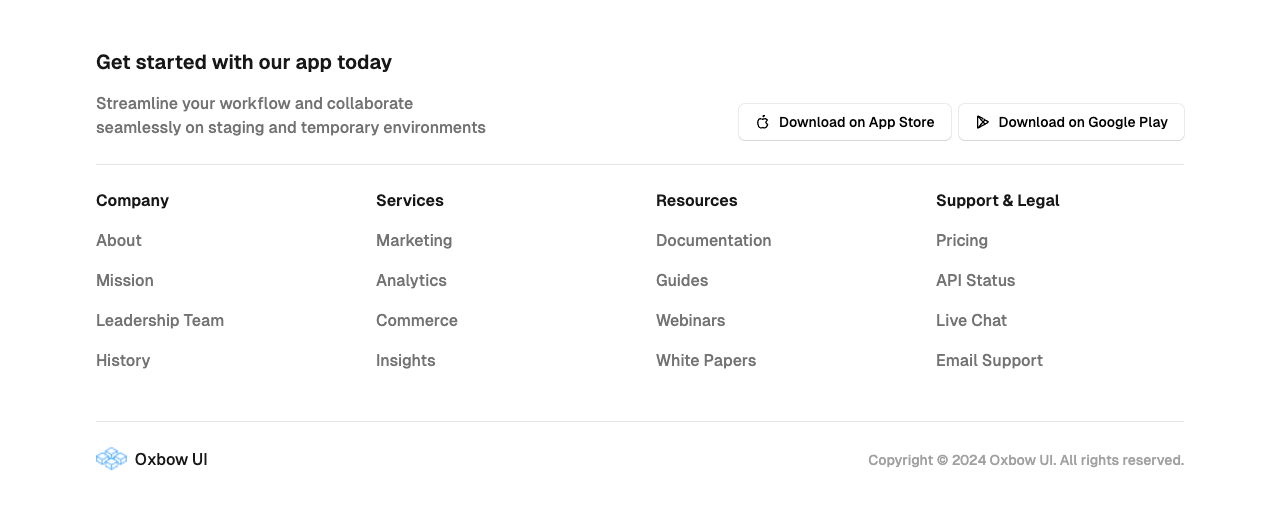 Get started with our app today
Streamline your workflow and collaborate
seamlessly on staging and temporary environments
Download on App Store
Download on Google Play
Company
About
Mission
Leadership Team
History
Services
Marketing
Analytics
Commerce
Insights
Resources
Documentation
Guides
Webinars
White Papers
Support & Legal
Pricing
API Status
Live Chat
Email Support
Oxbow UI
Copyright © 2024 Oxbow UI. All rights reserved.